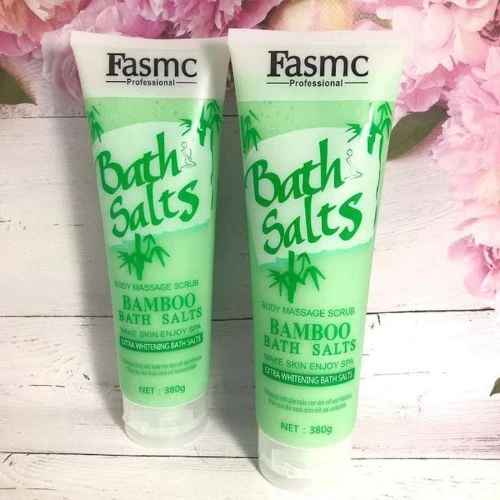 Fasmc
Professional
Bath
Salts
BODY MASSAGE SCRUB
BAMBOO
BATH SALTS
MAKE SKIN ENJOY SPA
EXTRA WHITENING BATH SALTS
NET : 380g
Fasmc
Professional
Bath
Salts
BODY MASSAGE SCRUB
BAMBOO
BATH SALTS
MAKE SKIN ENJOY SPA
EXTRA WHITENING BATH SALTS
NET : 380g